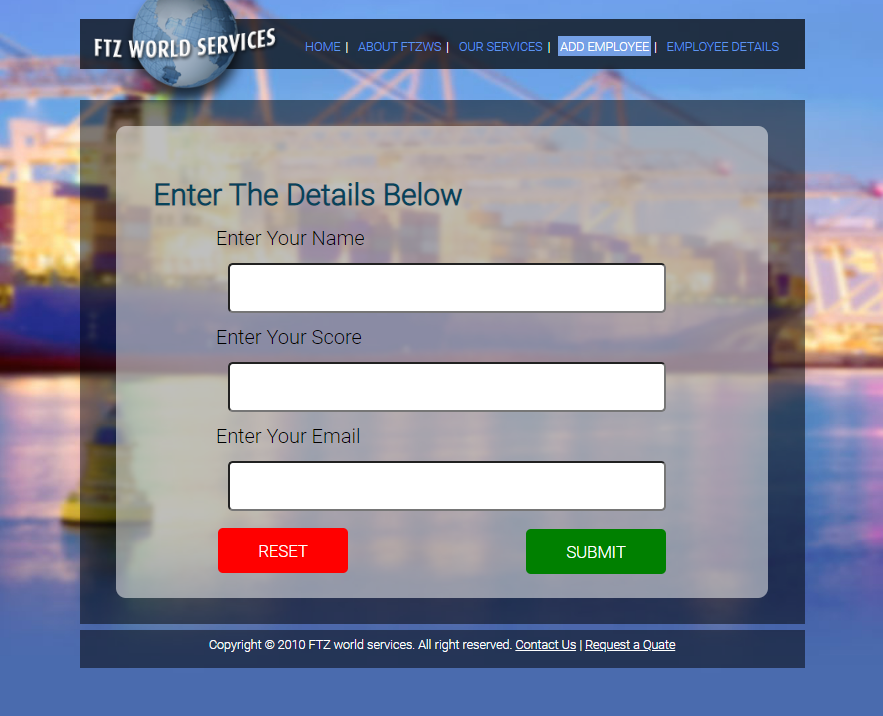 FTZ WORLD SERVICES
HOME | ABOUT FTZWS | OUR SERVICES | ADD EMPLOYEE | EMPLOYEE DETAILS
Enter The Details Below
Enter Your Name
Enter Your Score
Enter Your Email
RESET SUBMIT
Copyright © 2010 FTZ world services. All right reserved. Contact Us | Request a Quate